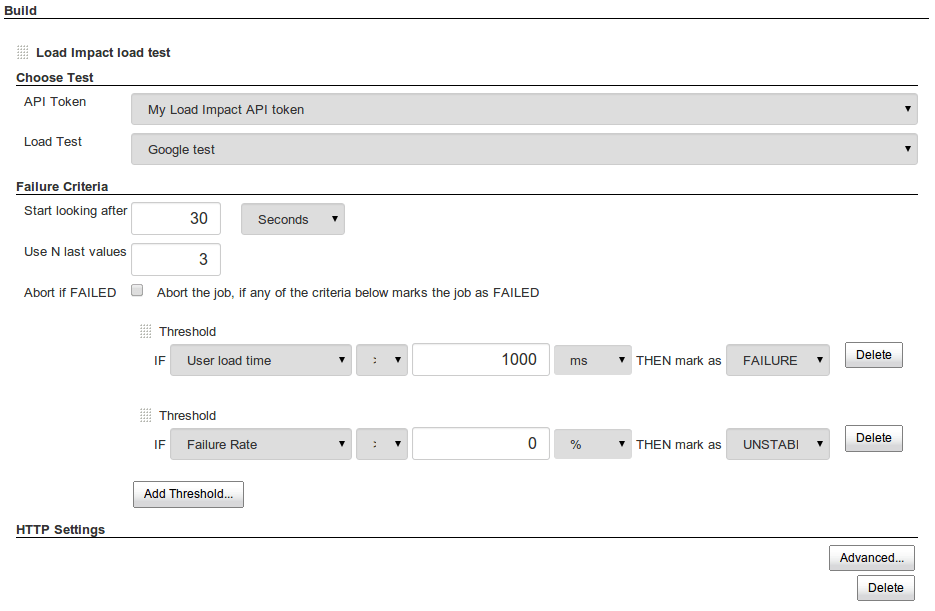 Build
Load Impact load test
Choose Test
API Token My Load Impact API token
Load Test Google test
Failure Criteria
Start looking after 30 Seconds
Use N last values 3
Abort if FAILED Abort the job, if any of the criteria below marks the job as FAILED
Threshold
IF User load time : 1000 ms THEN mark as FAILURE Delete
Threshold
IF Failure Rate : 0 % THEN mark as UNSTABI Delete
Add Threshold...
HTTP Settings
Advanced...
Delete